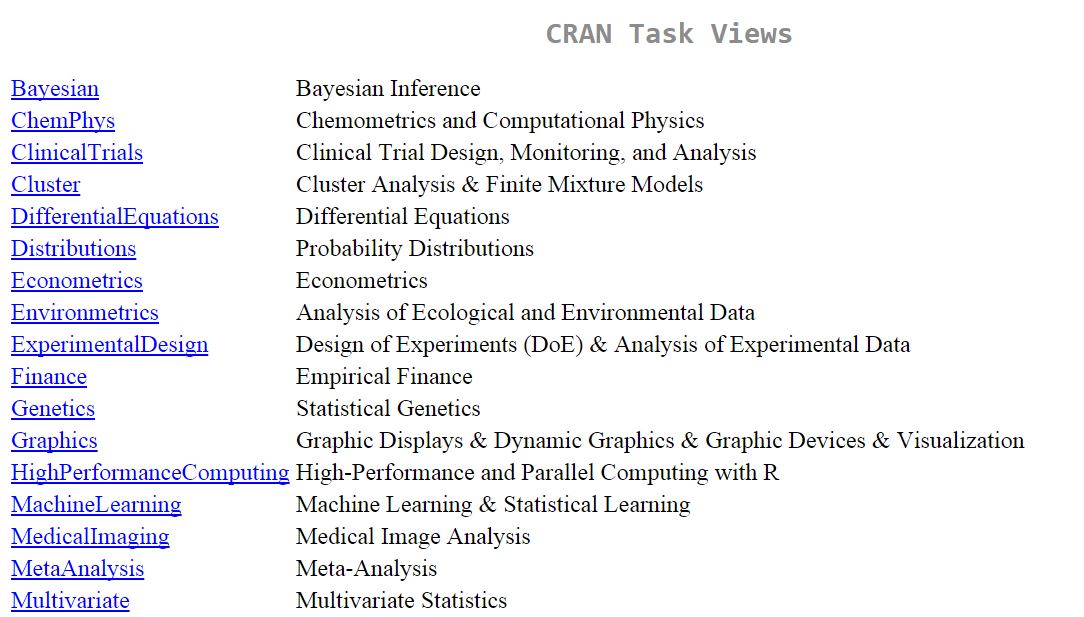 CRAN Task Views
Bayesian Bayesian Inference
ChemPhys Chemometrics and Computational Physics
ClinicalTrials Clinical Trial Design, Monitoring, and Analysis
Cluster Cluster Analysis & Finite Mixture Models
DifferentialEquations Differential Equations
Distributions Probability Distributions
Econometrics Econometrics
Environmetrics Analysis of Ecological and Environmental Data
ExperimentalDesign Design of Experiments (DoE) & Analysis of Experimental Data
Finance Empirical Finance
Genetics Statistical Genetics
Graphics Graphic Displays & Dynamic Graphics & Graphic Devices & Visualization
HighPerformanceComputing High-Performance and Parallel Computing with R
MachineLearning Machine Learning & Statistical Learning
MedicalImaging Medical Image Analysis
MetaAnalysis Meta-Analysis
Multivariate Multivariate Statistics